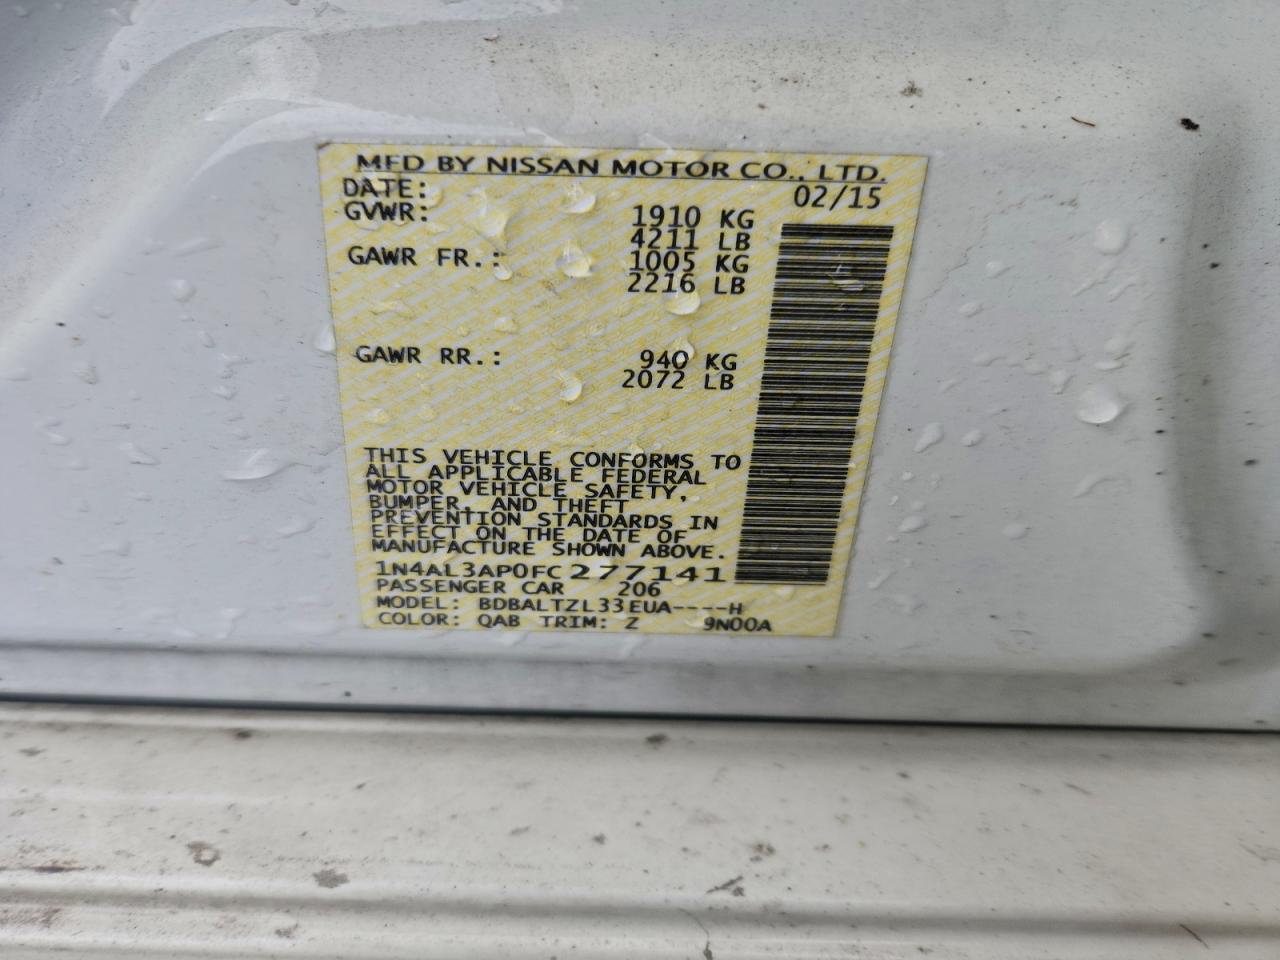 MFD BY NISSAN MOTOR CO., LTD.
DATE: 02/15
GVWR: 1910 KG
4211 LB
GAWR FR.: 1005 KG
2216 LB
GAWR RR.: 940 KG
2072 LB
THIS VEHICLE CONFORMS TO
ALL APPLICABLE FEDERAL
MOTOR VEHICLE SAFETY,
BUMPER, AND THEFT
PREVENTION STANDARDS IN
EFFECT ON THE DATE OF
MANUFACTURE SHOWN ABOVE.
1N4AL3AP0FC277141
PASSENGER CAR 206
MODEL: BDBALTZL33EUA----H
COLOR: QAB TRIM: Z 9N00A